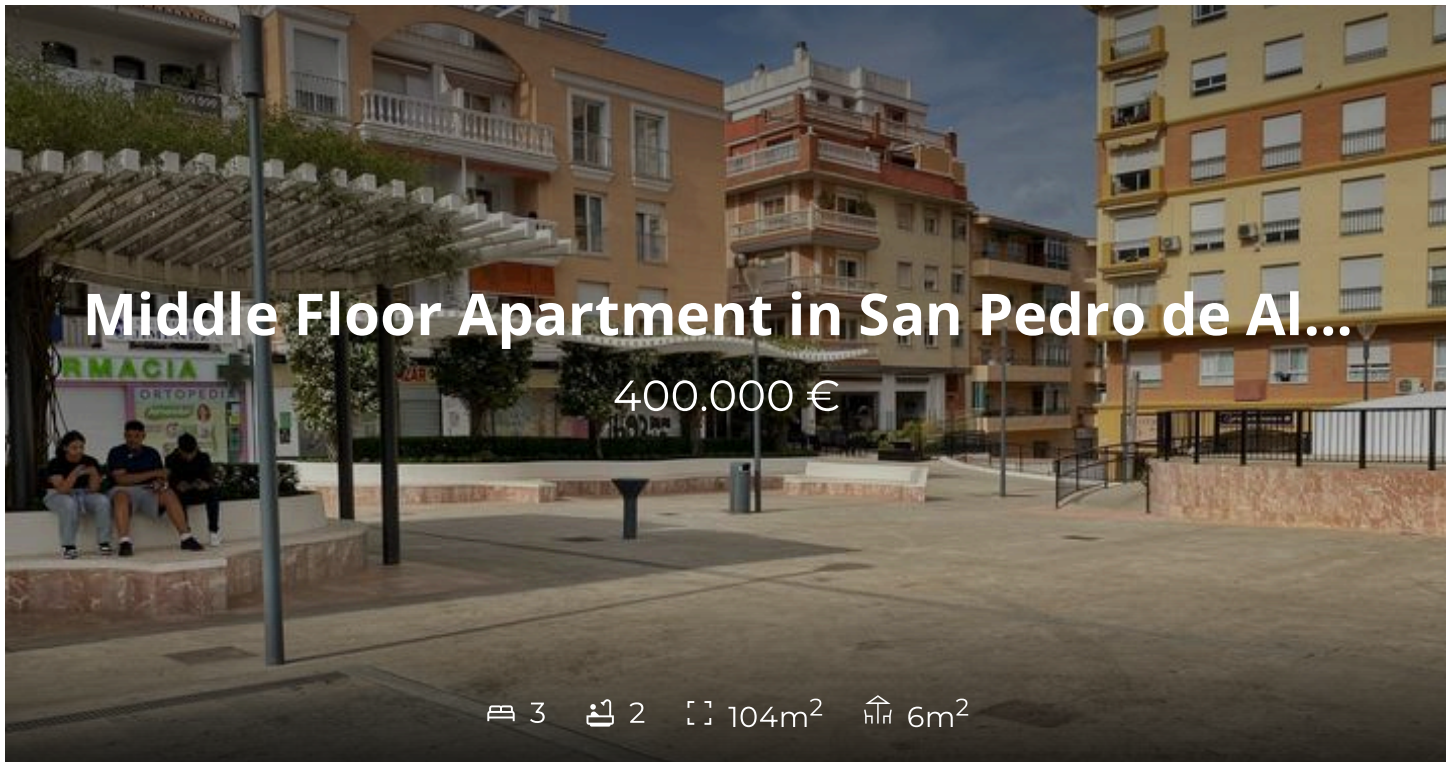 Middle Floor Apartment in San Pedro de Al...
RMACIA
ORTOPEDI
400.000 €
3
2
104m²
6m²